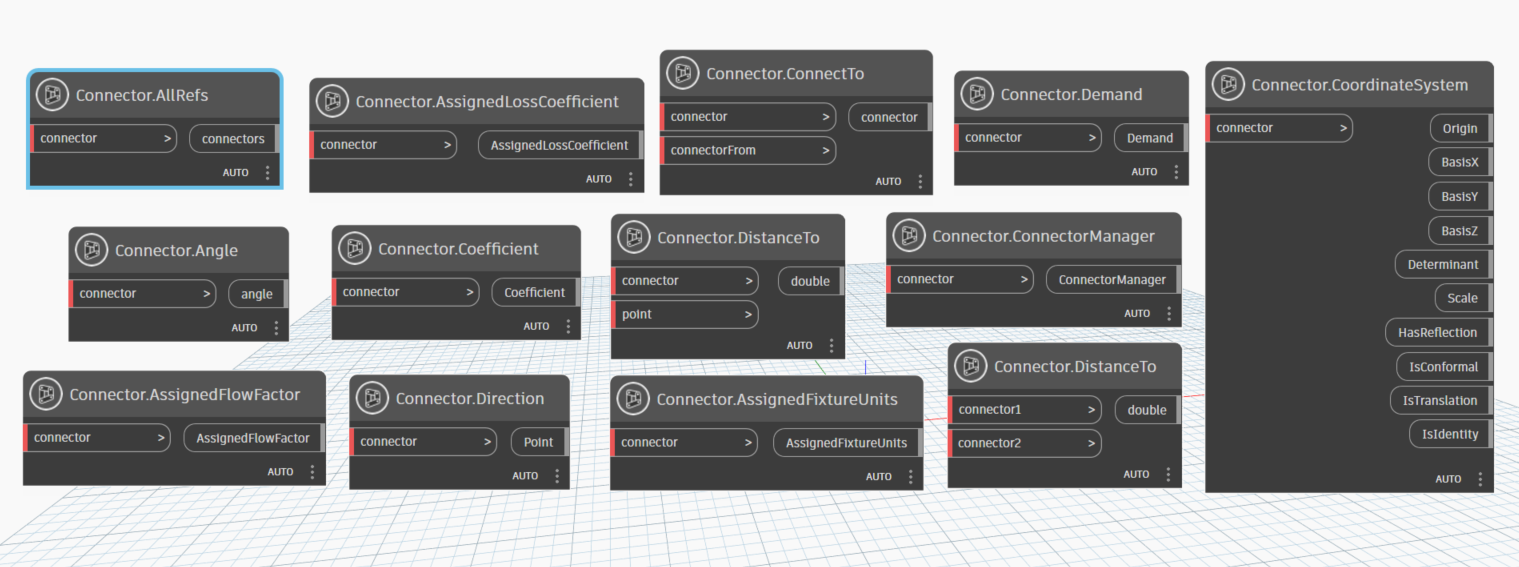 Connector.AllRefs
connector > connectors
AUTO
Connector.AssignedLossCoefficient
connector > AssignedLossCoefficient
AUTO
Connector.ConnectTo
connector > connector
connectorFrom >
AUTO
Connector.Demand
connector > Demand
AUTO
Connector.CoordinateSystem
connector > Origin
BasisX
BasisY
BasisZ
Determinant
Scale
HasReflection
IsConformal
IsTranslation
IsIdentity
AUTO
Connector.Angle
connector > angle
AUTO
Connector.Coefficient
connector > Coefficient
AUTO
Connector.DistanceTo
connector > double
point >
AUTO
Connector.ConnectorManager
connector > ConnectorManager
AUTO
Connector.AssignedFlowFactor
connector > AssignedFlowFactor
AUTO
Connector.Direction
connector > Point
AUTO
Connector.AssignedFixtureUnits
connector > AssignedFixtureUnits
AUTO
Connector.DistanceTo
connector1 > double
connector2 >
AUTO